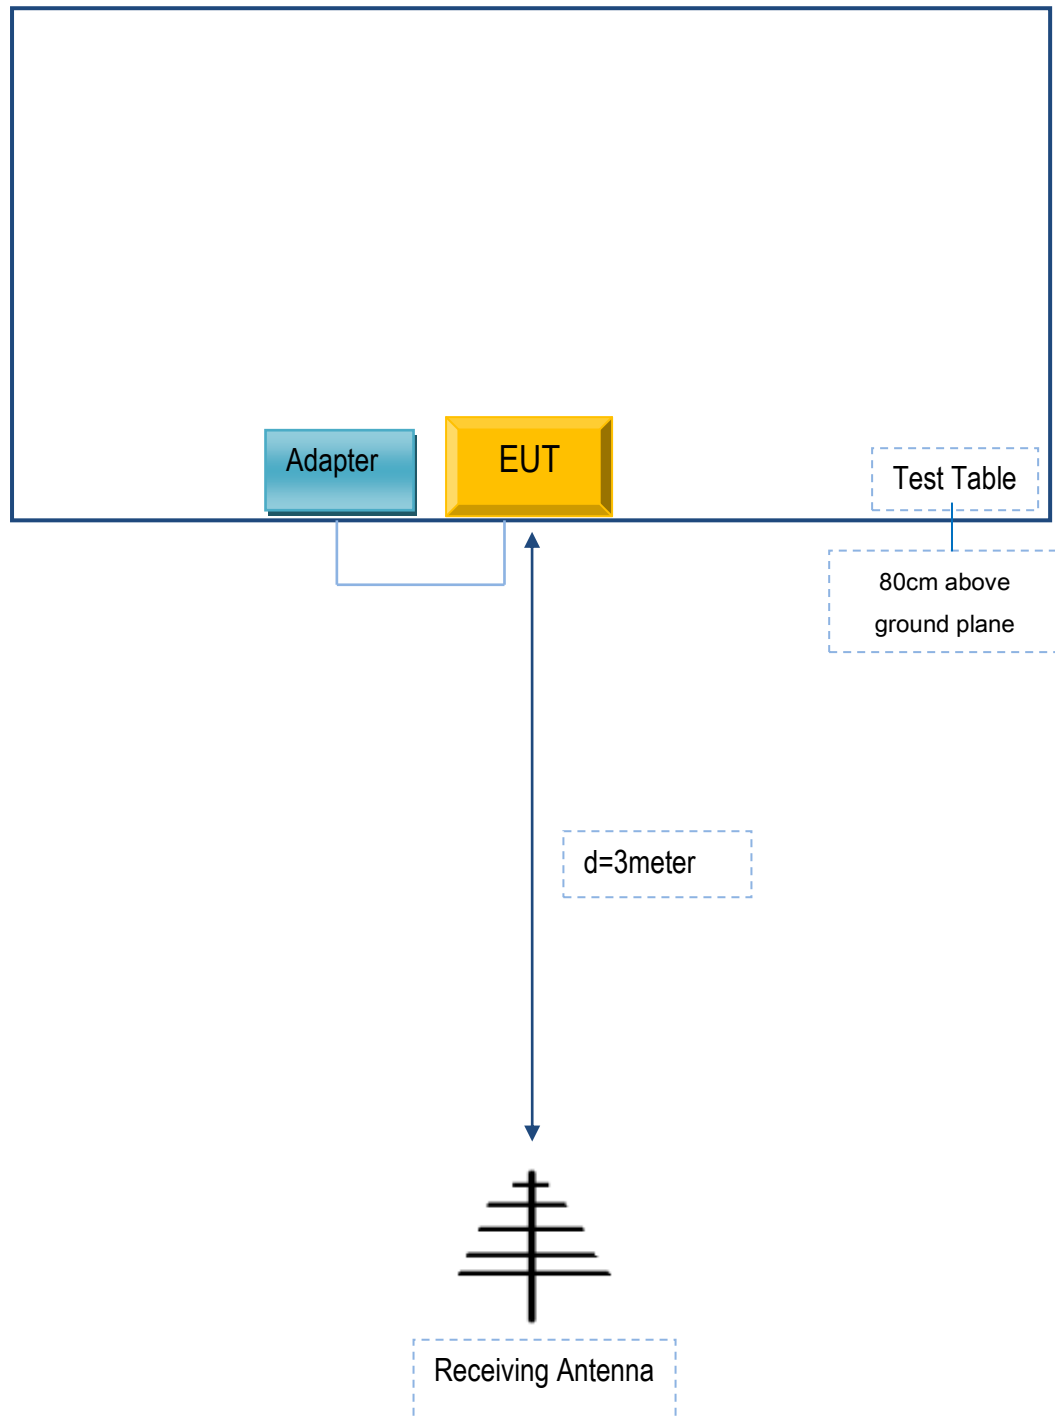 Adapter
EUT
Test Table
80cm above
ground plane
d=3meter
Receiving Antenna